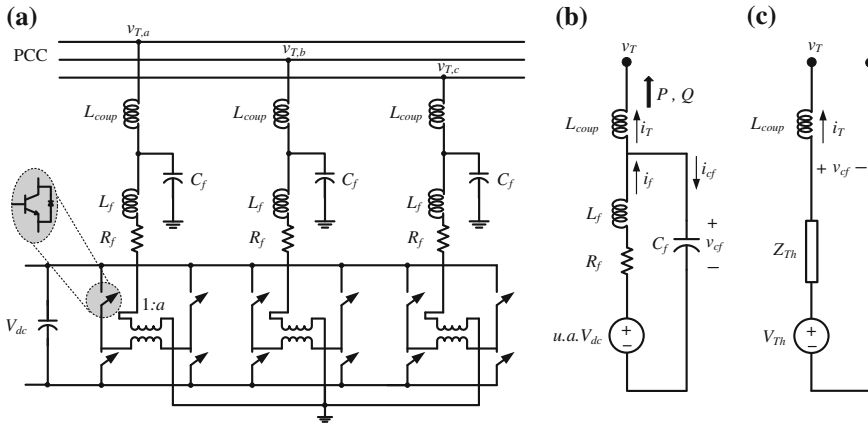 (a)
PCC
v_{T,a}
v_{T,b}
v_{T,c}
L_{coup}
L_{coup}
L_{coup}
C_f
C_f
C_f
L_f
L_f
L_f
R_f
R_f
R_f
V_{dc}
1:a
(b)
v_T
P , Q
L_{coup}
i_T
i_f
i_{cf}
L_f
R_f
C_f
+
v_{cf}
−
u.a.V_{dc}
+
−
(c)
v_T
L_{coup}
i_T
+ v_{cf} −
Z_{Th}
V_{Th}
+
−